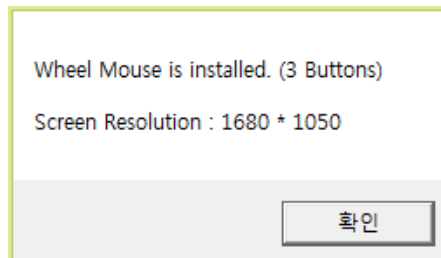 Wheel Mouse is installed. (3 Buttons)
Screen Resolution : 1680 * 1050
확인